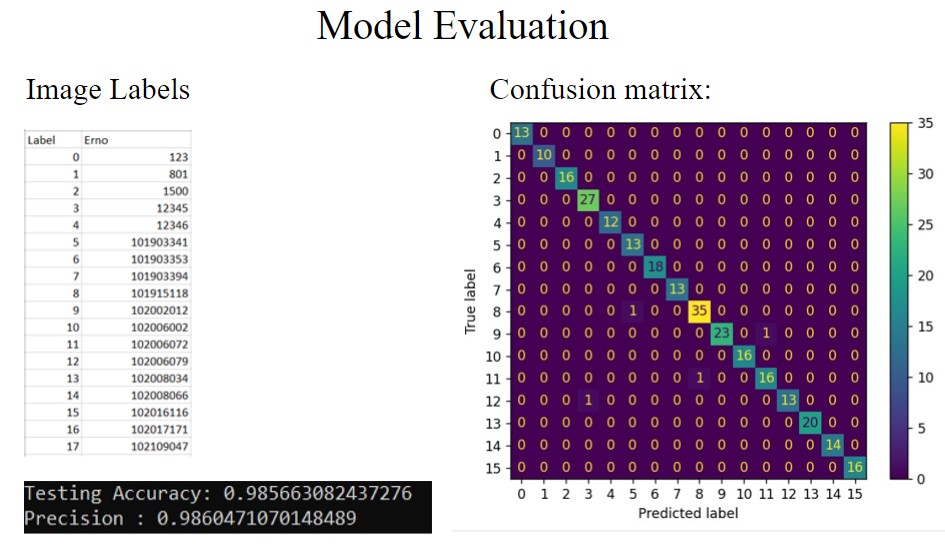 Model Evaluation
Image Labels
Label Erno
0 123
1 801
2 1500
3 12345
4 12346
5 101903341
6 101903353
7 101903394
8 101915118
9 102002012
10 102006002
11 102006072
12 102006079
13 102008034
14 102008066
15 102016116
16 102017171
17 102109047
Testing Accuracy: 0.985663082437276
Precision : 0.9860471070148489
Confusion matrix:
True label
0 13 0 0 0 0 0 0 0 0 0 0 0 0 0 0 0
1 0 10 0 0 0 0 0 0 0 0 0 0 0 0 0 0
2 0 0 16 0 0 0 0 0 0 0 0 0 0 0 0 0
3 0 0 0 27 0 0 0 0 0 0 0 0 0 0 0 0
4 0 0 0 0 12 0 0 0 0 0 0 0 0 0 0 0
5 0 0 0 0 0 13 0 0 0 0 0 0 0 0 0 0
6 0 0 0 0 0 0 18 0 0 0 0 0 0 0 0 0
7 0 0 0 0 0 0 0 13 0 0 0 0 0 0 0 0
8 0 0 0 0 0 1 0 0 35 0 0 0 0 0 0 0
9 0 0 0 0 0 0 0 0 0 23 0 1 0 0 0 0
10 0 0 0 0 0 0 0 0 0 0 16 0 0 0 0 0
11 0 0 0 0 0 0 0 0 1 0 0 16 0 0 0 0
12 0 0 0 1 0 0 0 0 0 0 0 0 13 0 0 0
13 0 0 0 0 0 0 0 0 0 0 0 0 0 20 0 0
14 0 0 0 0 0 0 0 0 0 0 0 0 0 0 14 0
15 0 0 0 0 0 0 0 0 0 0 0 0 0 0 0 16
0 1 2 3 4 5 6 7 8 9 10 11 12 13 14 15
Predicted label
35
30
25
20
15
10
5
0